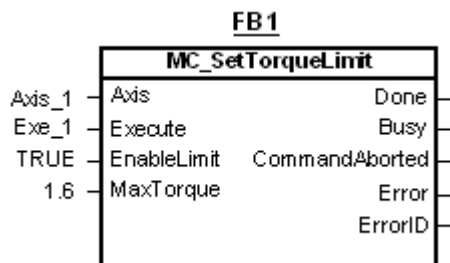 FB1
MC_SetTorqueLimit
Axis_1 Axis Done
Exe_1 Execute Busy
TRUE EnableLimit CommandAborted
1.6 MaxTorque Error
ErrorID